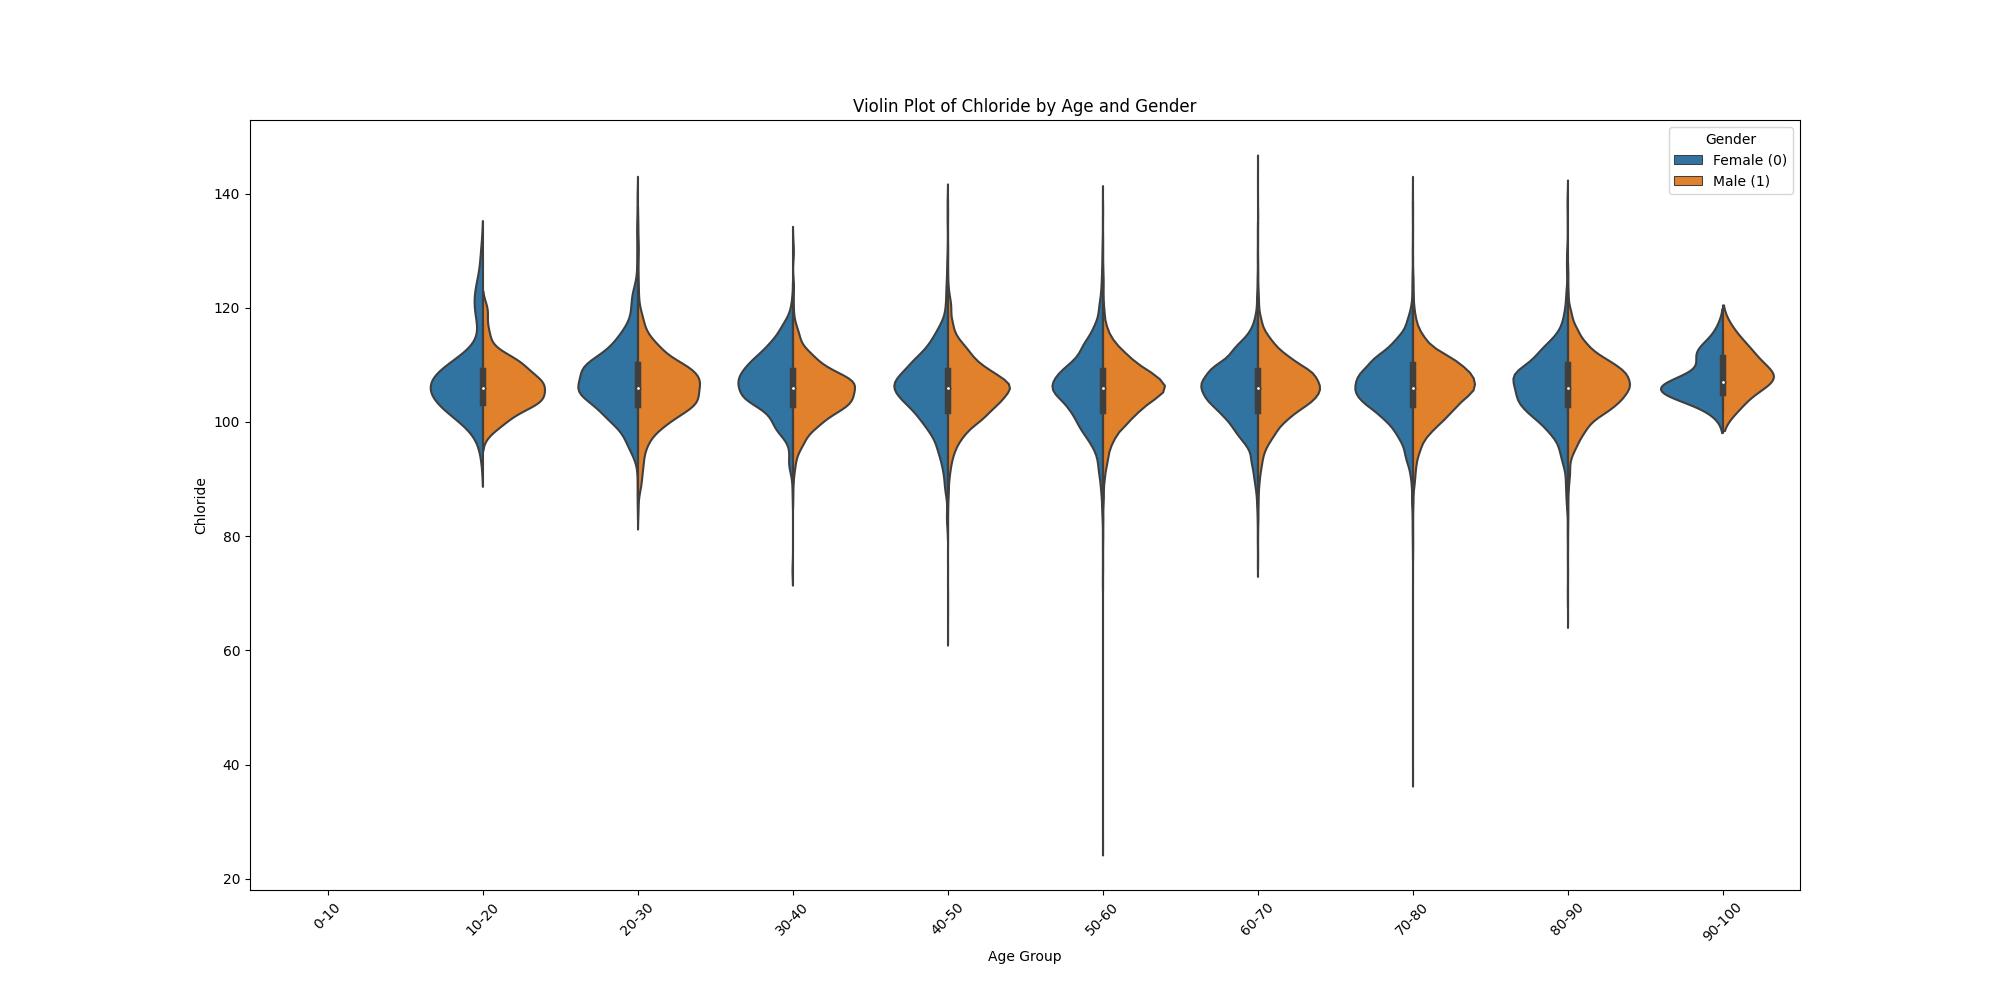 Violin Plot of Chloride by Age and Gender
Gender
Female (0)
Male (1)
140
120
100
80
60
40
20
Chloride
0-10
10-20
20-30
30-40
40-50
50-60
60-70
70-80
80-90
90-100
Age Group